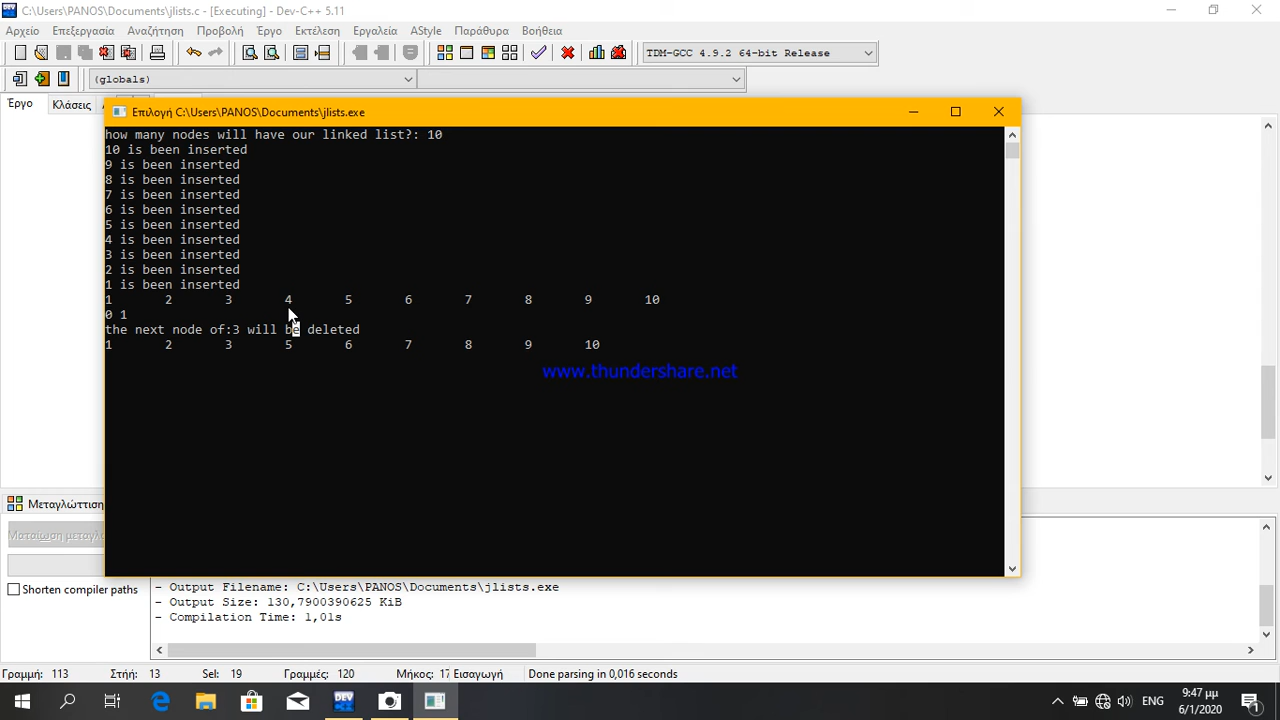 C:\Users\PANOS\Documents\jlists.c - [Executing] - Dev-C++ 5.11
Αρχείο Επεξεργασία Αναζήτηση Προβολή Έργο Εκτέλεση Εργαλεία AStyle Παράθυρα Βοήθεια
TDM-GCC 4.9.2 64-bit Release
(globals)
Έργο Κλάσεις
Επιλογή C:\Users\PANOS\Documents\jlists.exe
how many nodes will have our linked list?: 10
10 is been inserted
9 is been inserted
8 is been inserted
7 is been inserted
6 is been inserted
5 is been inserted
4 is been inserted
3 is been inserted
2 is been inserted
1 is been inserted
1 2 3 4 5 6 7 8 9 10
0 1
the next node of:3 will be deleted
1 2 3 5 6 7 8 9 10
www.thundershare.net
Μεταγλώττιση
Shorten compiler paths
- Output Filename: C:\Users\PANOS\Documents\jlists.exe
- Output Size: 130,7900390625 KiB
- Compilation Time: 1,01s
Γραμμή: 113 Στήή: 13 Sel: 19 Γραμμές: 120 Μήκος: 17 Εισαγωγή Done parsing in 0,016 seconds
ENG
9:47 μμ
6/1/2020